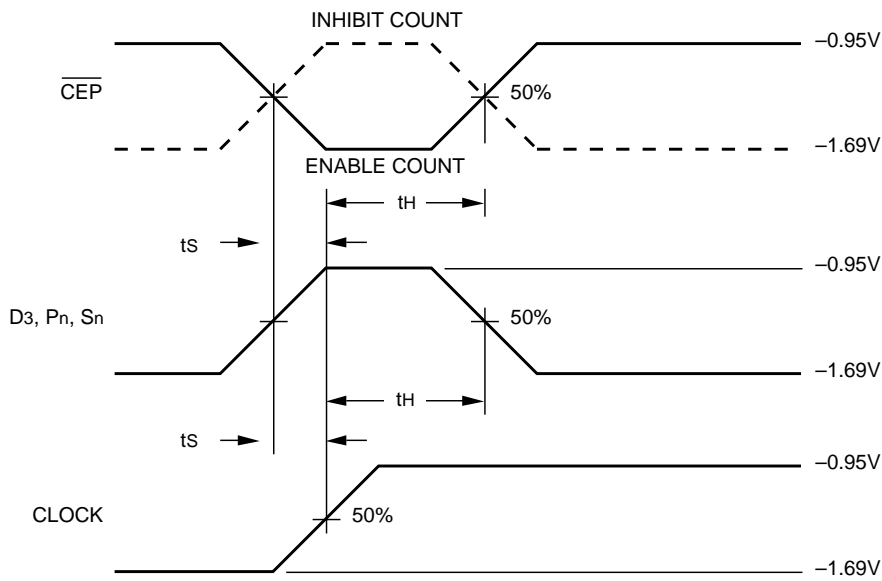 INHIBIT COUNT
–0.95V
CEP
50%
–1.69V
ENABLE COUNT
tH
tS
–0.95V
D3, Pn, Sn
50%
–1.69V
tH
tS
–0.95V
CLOCK
50%
–1.69V